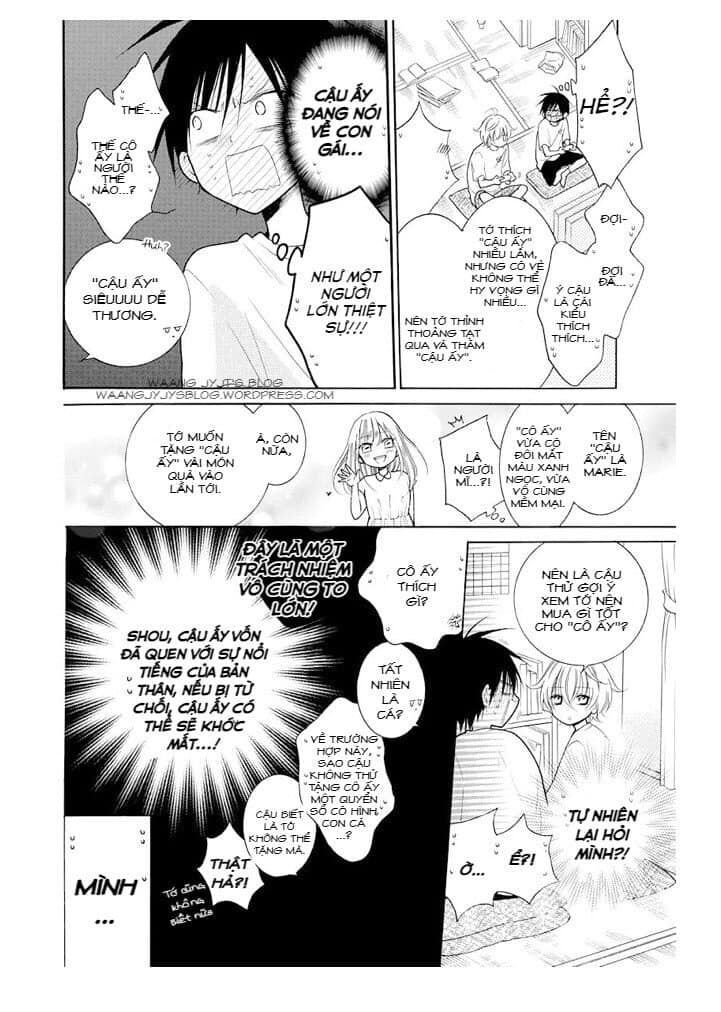 HỂ?!
ĐỢI-
ĐỢI
ĐÃ...
Ý CẬU
LÀ CÁI
KIỂU
THÍCH
THÍCH...
TỚ THÍCH
"CẬU ẤY"
NHIỀU LẮM,
NHƯNG CÓ VẺ
KHÔNG THỂ
HY VỌNG GÌ
NHIỀU...
NÊN TỚ THỈNH
THOẢNG TẠT
QUA VÀ THĂM
"CẬU ẤY".
CẬU ẤY
ĐANG NÓI
VỀ CON
GÁI...
NHƯ MỘT
NGƯỜI
LỚN THIỆT
SỰ!!!
THẾ-...
THẾ CÔ
ẤY LÀ
NGƯỜI
THẾ
NÀO...?
Huh?
"CẬU ẤY"
SIÊUUUU DỄ
THƯƠNG.
WAANG JYJ'S BLOG
WAANGJYJYSBLOG.WORDPRESS.COM
TÊN
"CẬU
ẤY" LÀ
MARIE.
"CÔ ẤY"
VỪA CÓ
ĐÔI MẮT
MÀU XANH
NGỌC, VỪA
VÔ CÙNG
MỀM MẠI.
LÀ
NGƯỜI
MĨ...?!
À, CÒN
NỮA,
TỚ MUỐN
TẶNG "CẬU
ẤY" VÀI MÓN
QUÀ VÀO
LẦN TỚI.
NÊN LÀ CẬU
THỬ GỢI Ý
XEM TỚ NÊN
MUA GÌ TỐT
CHO "CÔ ẤY"?
TỰ NHIÊN
LẠI HỎI
MÌNH?!
Ể?!
Ờ...
CÔ ẤY
THÍCH
GÌ?
TẤT
NHIÊN
LÀ CÁ?
VỀ TRƯỜNG
HỢP NÀY,
SAO CẬU
KHÔNG THỬ
TẶNG CÔ ẤY
MỘT QUYỂN
SỔ CÓ HÌNH
CON CÁ
...?
CẬU BIẾT
LÀ TỚ
KHÔNG THỂ
TẶNG MÀ.
THẬT
HẢ?!
Tớ cũng
không
biết nữa
ĐÂY LÀ MỘT
TRÁCH NHIỆM
VÔ CÙNG TO
LỚN!
SHOU, CẬU ẤY VỐN
ĐÃ QUEN VỚI SỰ NỔI
TIẾNG CỦA BẢN
THÂN, NẾU BỊ TỪ
CHỐI, CẬU ẤY CÓ
THỂ SẼ KHÓC
MẤT...!
MÌNH
...